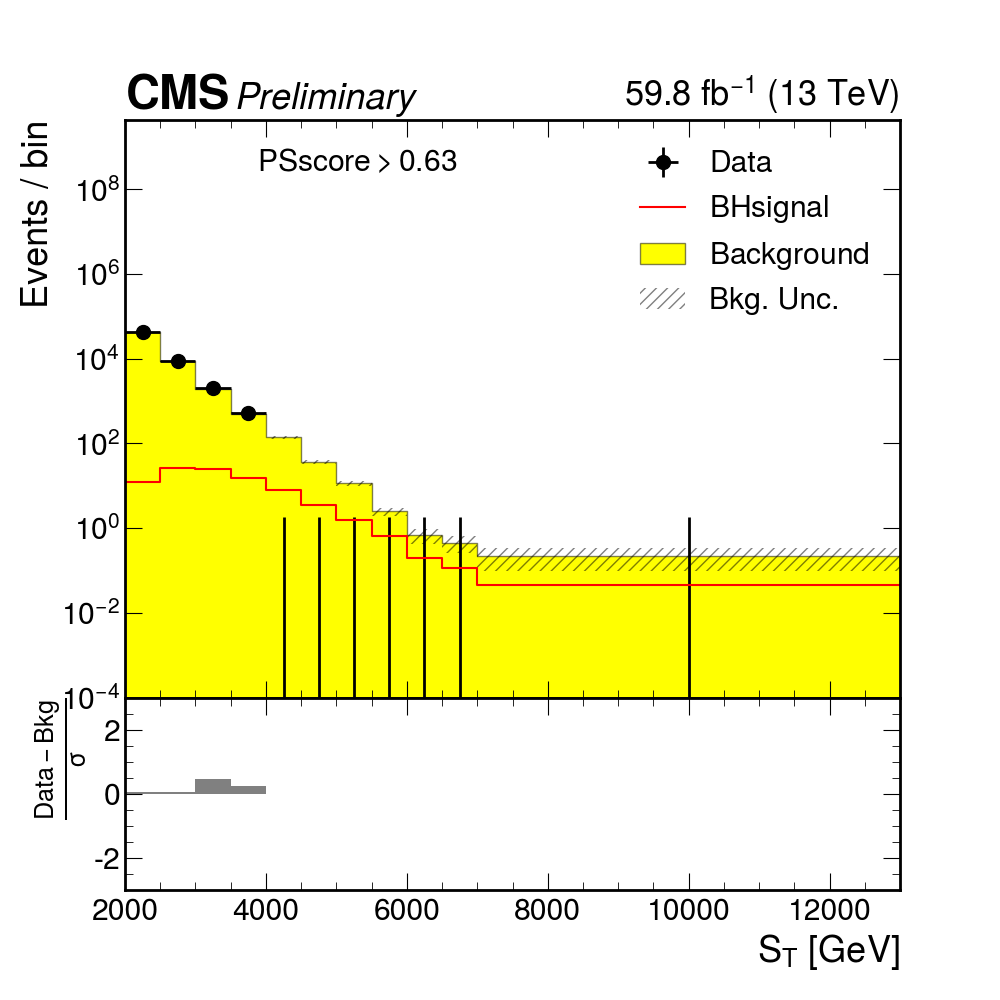 CMS Preliminary 59.8 fb⁻¹ (13 TeV)
Events / bin
PSscore > 0.63
Data
BHsignal
Background
Bkg. Unc.
10⁸
10⁶
10⁴
10²
10⁰
10⁻²
10⁻⁴
Data – Bkg
σ
2
0
-2
2000 4000 6000 8000 10000 12000
S_T [GeV]